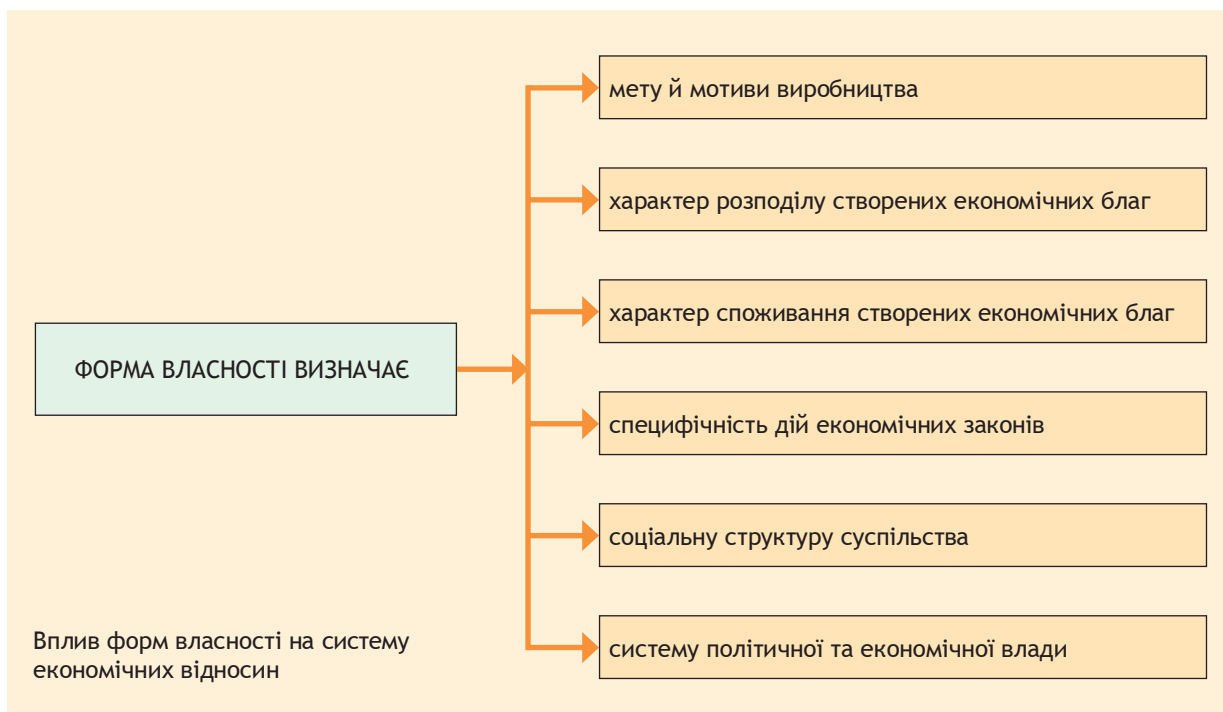 мету й мотиви виробництва
характер розподілу створених економічних благ
характер споживання створених економічних благ
ФОРМА ВЛАСНОСТІ ВИЗНАЧАЄ
специфічність дій економічних законів
соціальну структуру суспільства
систему політичної та економічної влади
Вплив форм власності на систему
економічних відносин